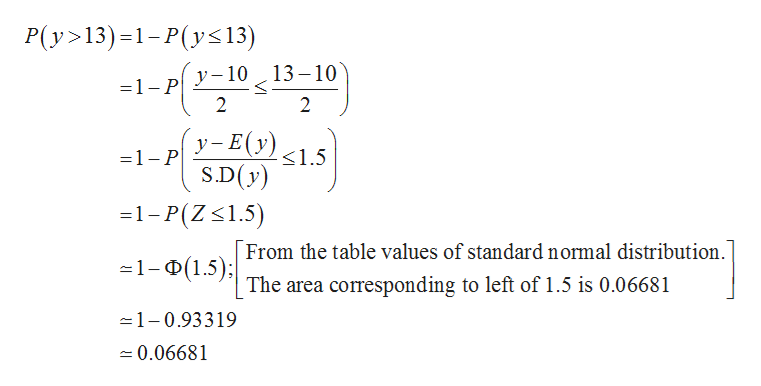 P(y>13)=1−P(y≤13)
=1−P((y−10)/2 ≤ (13−10)/2)
=1−P((y−E(y))/S.D(y) ≤1.5)
=1−P(Z≤1.5)
≃1−Φ(1.5);[From the table values of standard normal distribution.
The area corresponding to left of 1.5 is 0.06681]
≃1−0.93319
≃0.06681